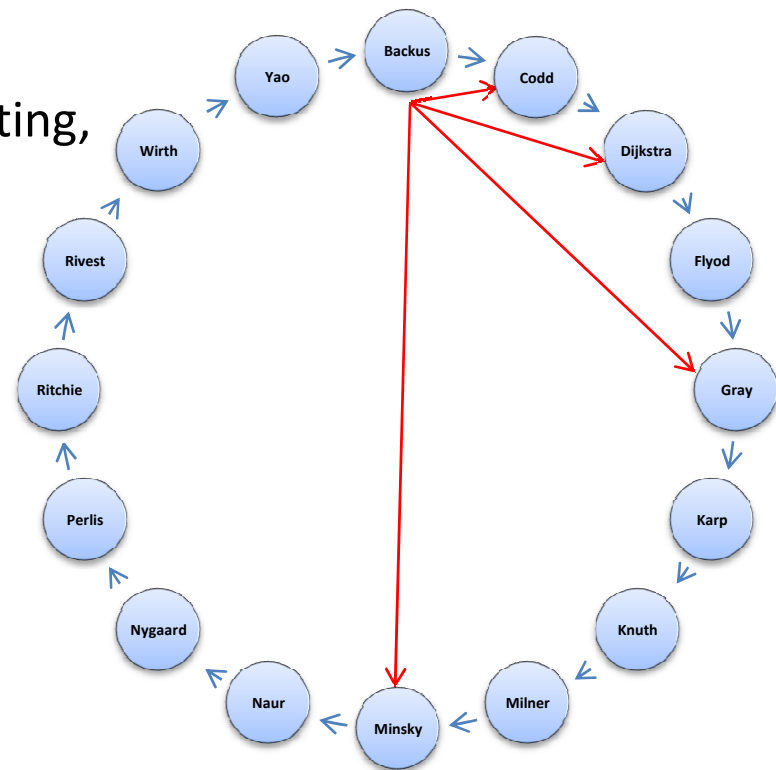 Backus
Codd
Yao
ting,
Wirth
Dijkstra
Rivest
Flyod
Ritchie
Gray
Perlis
Karp
Nygaard
Knuth
Naur
Milner
Minsky